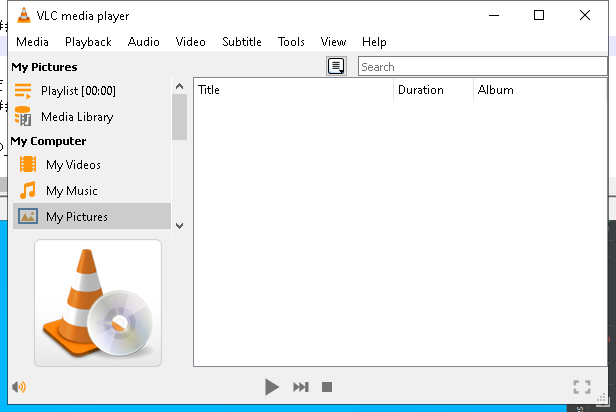 VLC media player
Media Playback Audio Video Subtitle Tools View Help
My Pictures
Search
Playlist [00:00]
Title Duration Album
Media Library
My Computer
My Videos
My Music
My Pictures